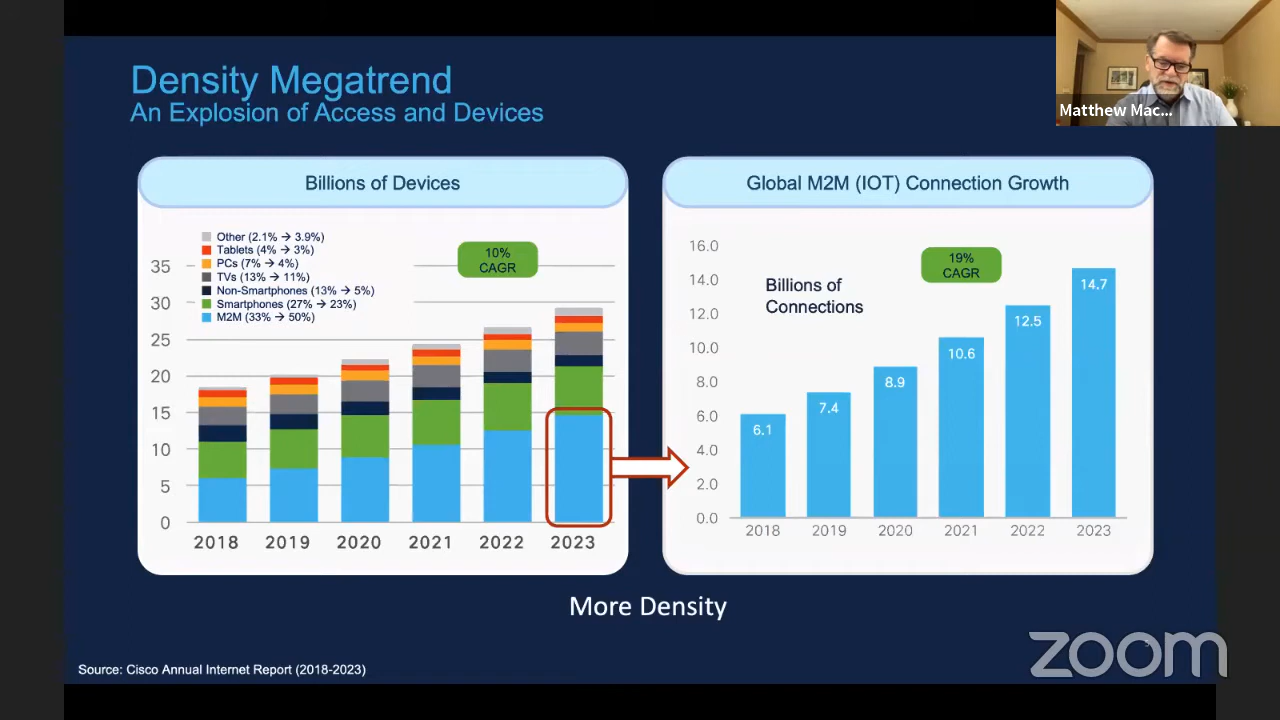 Density Megatrend
An Explosion of Access and Devices
Matthew Mac...
Billions of Devices
Other (2.1% → 3.9%)
Tablets (4% → 3%)
PCs (7% → 4%)
TVs (13% → 11%)
Non-Smartphones (13% → 5%)
Smartphones (27% → 23%)
M2M (33% → 50%)
10%
CAGR
35
30
25
20
15
10
5
0
2018 2019 2020 2021 2022 2023
Global M2M (IOT) Connection Growth
19%
CAGR
Billions of
Connections
16.0
14.0
12.0
10.0
8.0
6.0
4.0
2.0
0.0
6.1
7.4
8.9
10.6
12.5
14.7
2018 2019 2020 2021 2022 2023
More Density
Source: Cisco Annual Internet Report (2018-2023)
zoom